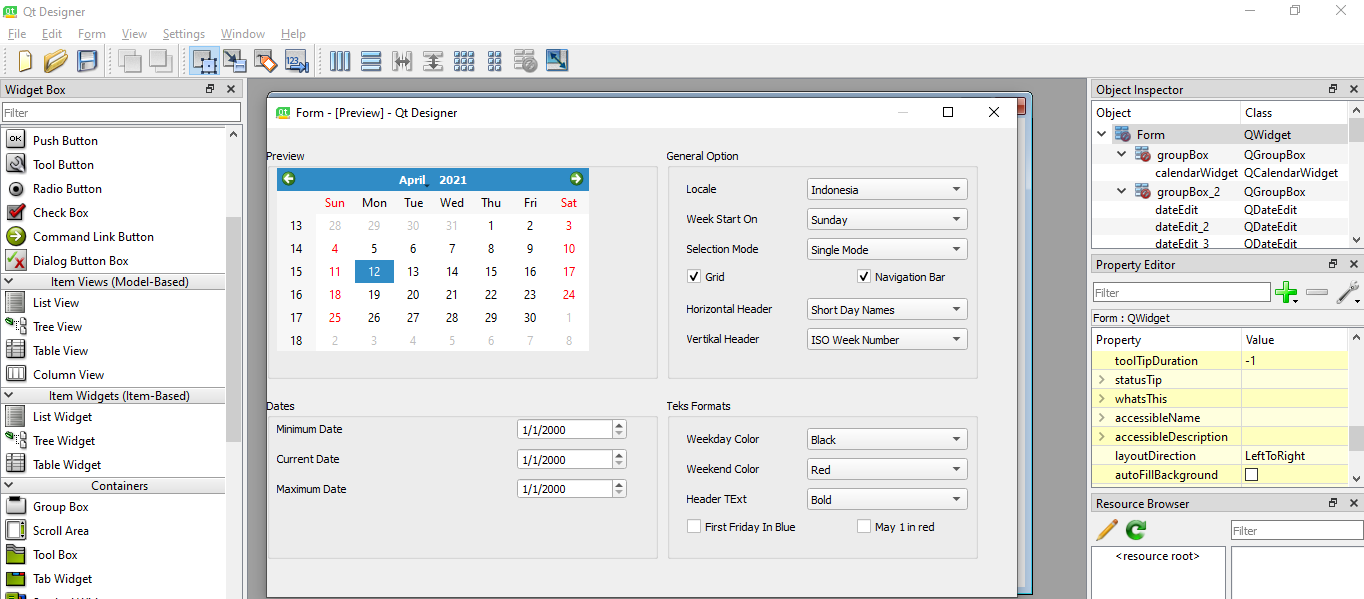 Qt Designer
File Edit Form View Settings Window Help
Widget Box
Filter
Push Button
Tool Button
Radio Button
Check Box
Command Link Button
Dialog Button Box
Item Views (Model-Based)
List View
Tree View
Table View
Column View
Item Widgets (Item-Based)
List Widget
Tree Widget
Table Widget
Containers
Group Box
Scroll Area
Tool Box
Tab Widget
Form - [Preview] - Qt Designer
Preview
April, 2021
Sun Mon Tue Wed Thu Fri Sat
13 28 29 30 31 1 2 3
14 4 5 6 7 8 9 10
15 11 12 13 14 15 16 17
16 18 19 20 21 22 23 24
17 25 26 27 28 29 30 1
18 2 3 4 5 6 7 8
General Option
Locale Indonesia
Week Start On Sunday
Selection Mode Single Mode
Grid Navigation Bar
Horizontal Header Short Day Names
Vertikal Header ISO Week Number
Dates
Minimum Date 1/1/2000
Current Date 1/1/2000
Maximum Date 1/1/2000
Teks Formats
Weekday Color Black
Weekend Color Red
Header TExt Bold
First Friday In Blue May 1 in red
Object Inspector
Object Class
Form QWidget
groupBox QGroupBox
calendarWidget QCalendarWidget
groupBox_2 QGroupBox
dateEdit QDateEdit
dateEdit_2 QDateEdit
dateEdit_3 QDateEdit
Property Editor
Filter
Form : QWidget
Property Value
toolTipDuration -1
statusTip
whatsThis
accessibleName
accessibleDescription
layoutDirection LeftToRight
autoFillBackground
Resource Browser
Filter
<resource root>